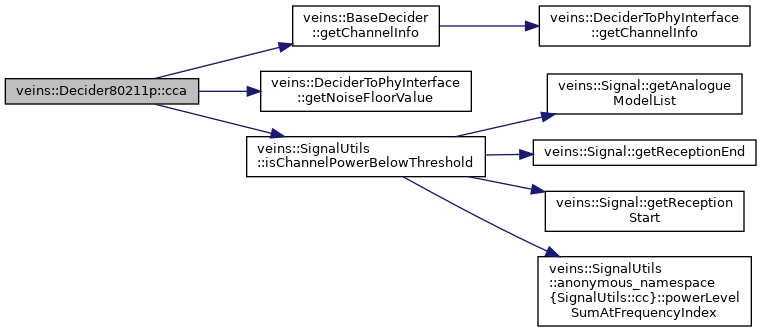 veins::Decider80211p::cca
veins::BaseDecider
::getChannelInfo
veins::DeciderToPhyInterface
::getChannelInfo
veins::DeciderToPhyInterface
::getNoiseFloorValue
veins::SignalUtils
::isChannelPowerBelowThreshold
veins::Signal::getAnalogue
ModelList
veins::Signal::getReceptionEnd
veins::Signal::getReception
Start
veins::SignalUtils
::anonymous_namespace
{SignalUtils::cc}::powerLevel
SumAtFrequencyIndex